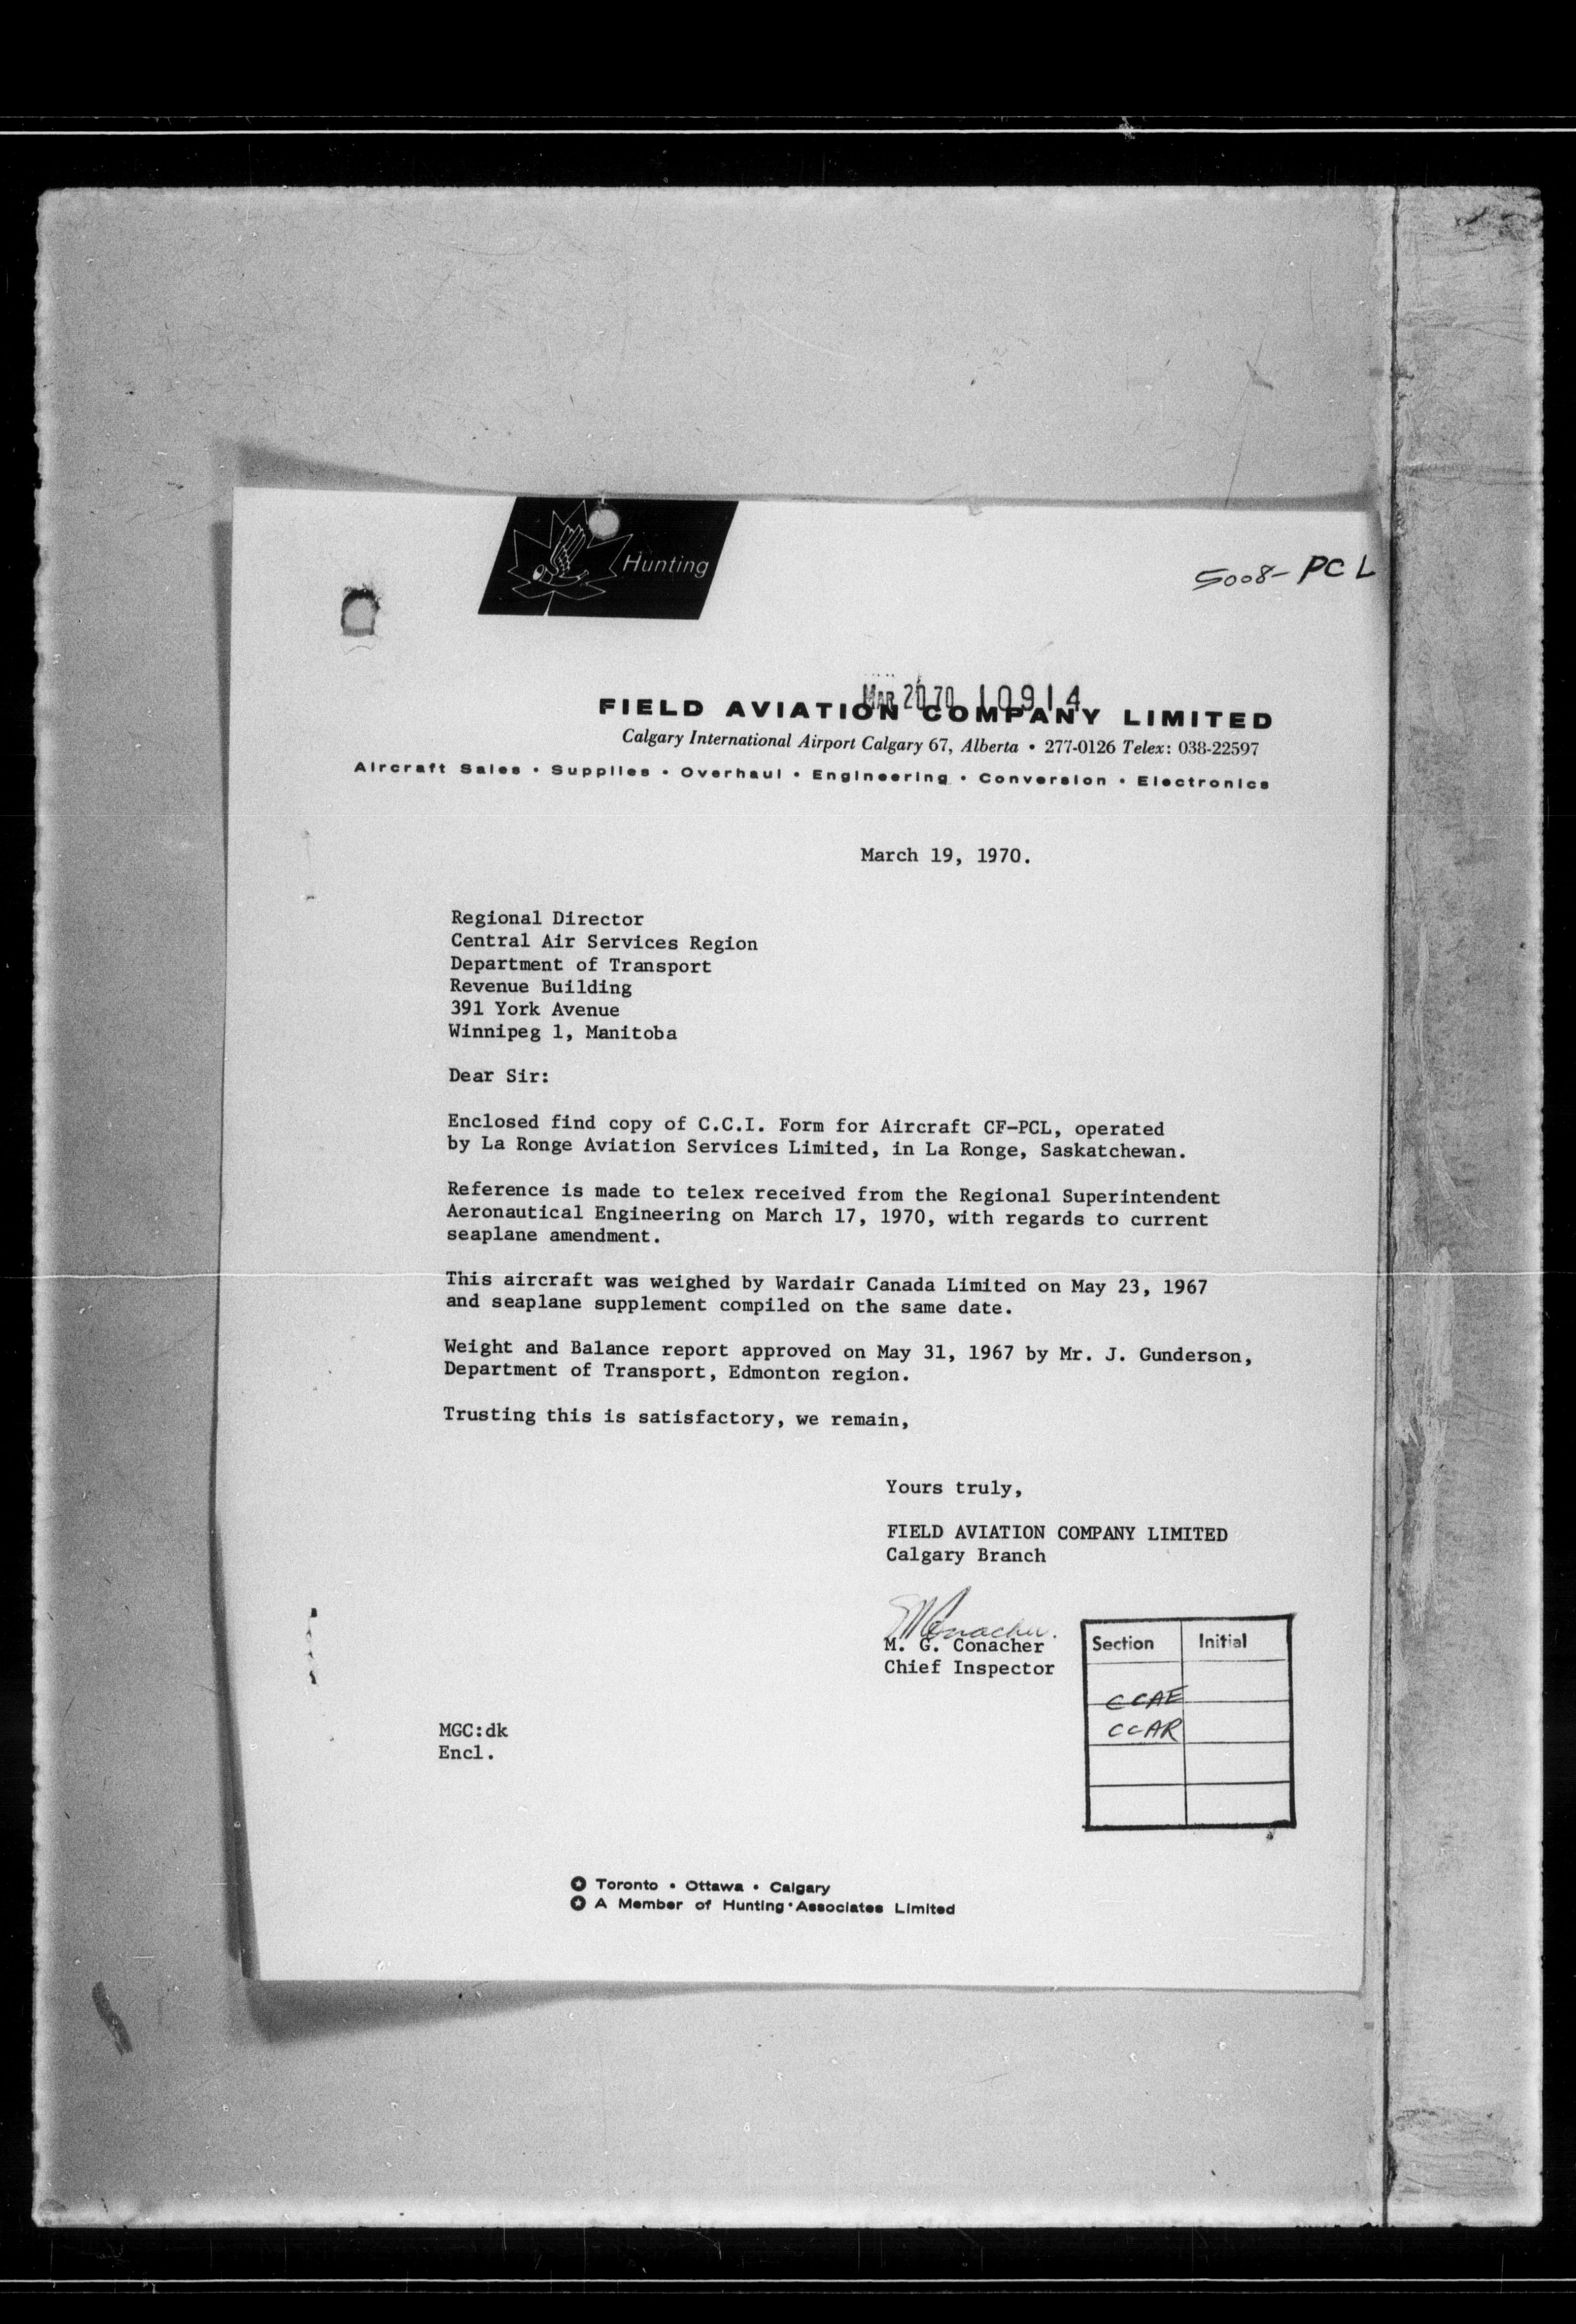 Hunting
5008-PCL
MAR 20 70 10914
FIELD AVIATION COMPANY LIMITED
Calgary International Airport Calgary 67, Alberta • 277-0126 Telex: 038-22597
Aircraft Sales • Supplies • Overhaul • Engineering • Conversion • Electronics
March 19, 1970.
Regional Director
Central Air Services Region
Department of Transport
Revenue Building
391 York Avenue
Winnipeg 1, Manitoba
Dear Sir:
Enclosed find copy of C.C.I. Form for Aircraft CF-PCL, operated
by La Ronge Aviation Services Limited, in La Ronge, Saskatchewan.
Reference is made to telex received from the Regional Superintendent
Aeronautical Engineering on March 17, 1970, with regards to current
seaplane amendment.
This aircraft was weighed by Wardair Canada Limited on May 23, 1967
and seaplane supplement compiled on the same date.
Weight and Balance report approved on May 31, 1967 by Mr. J. Gunderson,
Department of Transport, Edmonton region.
Trusting this is satisfactory, we remain,
Yours truly,
FIELD AVIATION COMPANY LIMITED
Calgary Branch
MGConacher.
M. G. Conacher
Chief Inspector
Section Initial
CCAE
CCAR
MGC:dk
Encl.
Toronto • Ottawa • Calgary
A Member of Hunting • Associates Limited